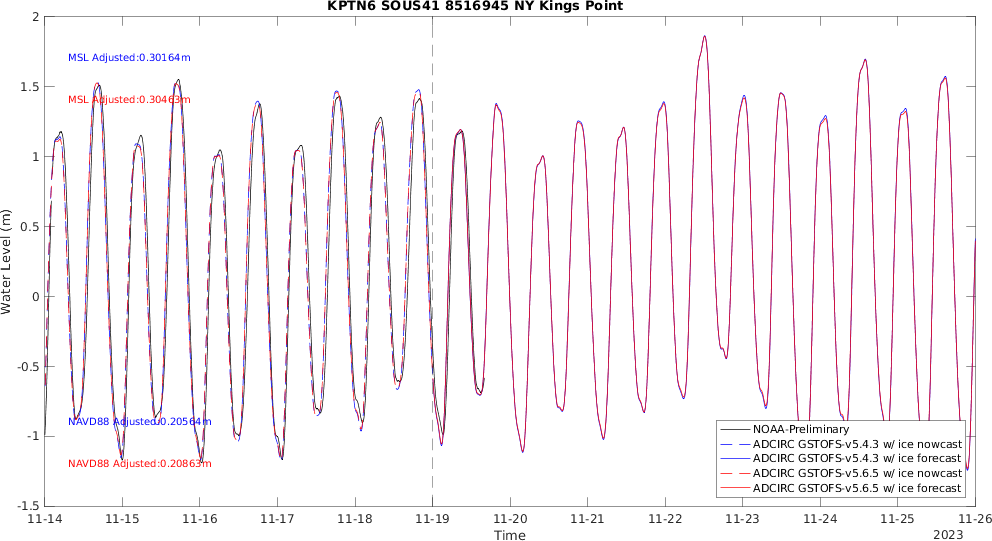 KPTN6 SOUS41 8516945 NY Kings Point
2
1.5
1
0.5
0
-0.5
-1
-1.5
Water Level (m)
MSL Adjusted:0.30164m
MSL Adjusted:0.30463m
NAVD88 Adjusted:0.20564m
NAVD88 Adjusted:0.20863m
NOAA-Preliminary
ADCIRC GSTOFS-v5.4.3 w/ ice nowcast
ADCIRC GSTOFS-v5.4.3 w/ ice forecast
ADCIRC GSTOFS-v5.6.5 w/ ice nowcast
ADCIRC GSTOFS-v5.6.5 w/ ice forecast
11-14 11-15 11-16 11-17 11-18 11-19 11-20 11-21 11-22 11-23 11-24 11-25 11-26
Time
2023